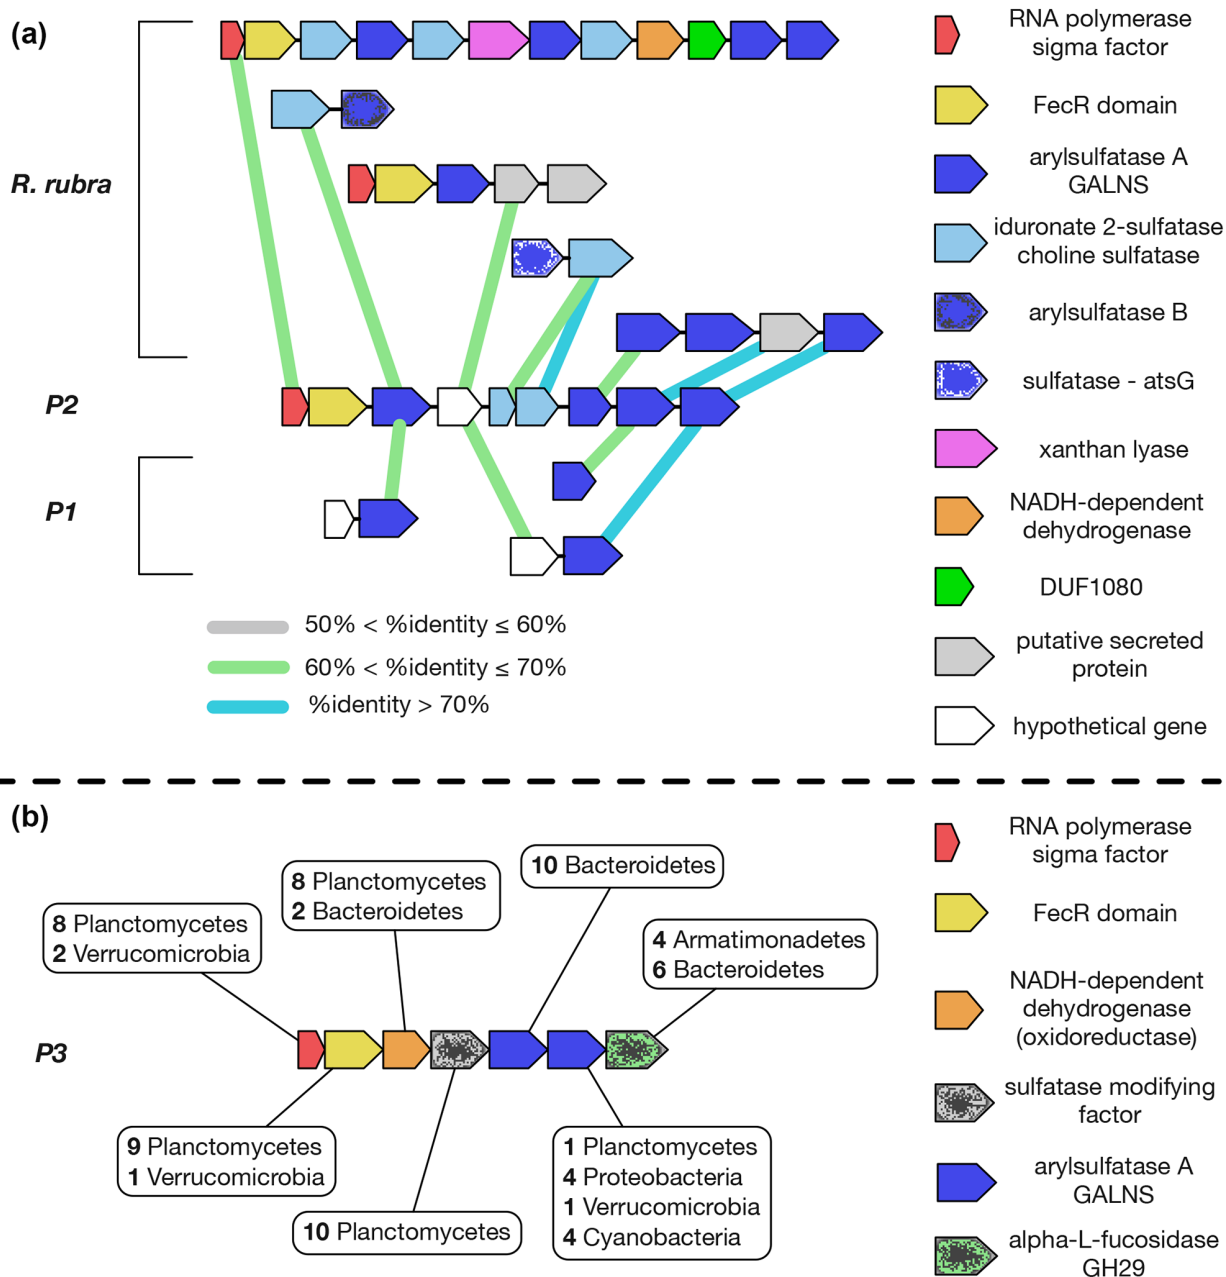 (a)
R. rubra
P2
P1
50% < %identity ≤ 60%
60% < %identity ≤ 70%
%identity > 70%
RNA polymerase
sigma factor
FecR domain
arylsulfatase A
GALNS
iduronate 2-sulfatase
choline sulfatase
arylsulfatase B
sulfatase - atsG
xanthan lyase
NADH-dependent
dehydrogenase
DUF1080
putative secreted
protein
hypothetical gene
(b)
8 Planctomycetes
2 Verrucomicrobia
8 Planctomycetes
2 Bacteroidetes
10 Bacteroidetes
4 Armatimonadetes
6 Bacteroidetes
P3
9 Planctomycetes
1 Verrucomicrobia
10 Planctomycetes
1 Planctomycetes
4 Proteobacteria
1 Verrucomicrobia
4 Cyanobacteria
RNA polymerase
sigma factor
FecR domain
NADH-dependent
dehydrogenase
(oxidoreductase)
sulfatase modifying
factor
arylsulfatase A
GALNS
alpha-L-fucosidase
GH29